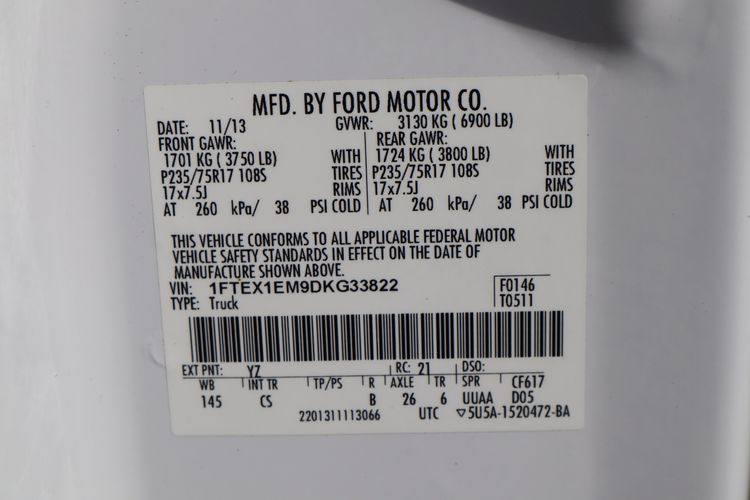 MFD. BY FORD MOTOR CO.
DATE: 11/13 GVWR: 3130 KG ( 6900 LB)
FRONT GAWR: REAR GAWR:
1701 KG ( 3750 LB) WITH 1724 KG ( 3800 LB) WITH
P235/75R17 108S TIRES P235/75R17 108S TIRES
17x7.5J RIMS 17x7.5J RIMS
AT 260 kPa/ 38 PSI COLD AT 260 kPa/ 38 PSI COLD
THIS VEHICLE CONFORMS TO ALL APPLICABLE FEDERAL MOTOR
VEHICLE SAFETY STANDARDS IN EFFECT ON THE DATE OF
MANUFACTURE SHOWN ABOVE.
VIN: 1FTEX1EM9DKG33822 F0146
TYPE: Truck T0511
EXT PNT: YZ RC: 21 DSO:
WB INT TR TP/PS R AXLE TR SPR CF617
145 CS B 26 6 UUAA D05
2201311113066 UTC ▽5U5A-1520472-BA